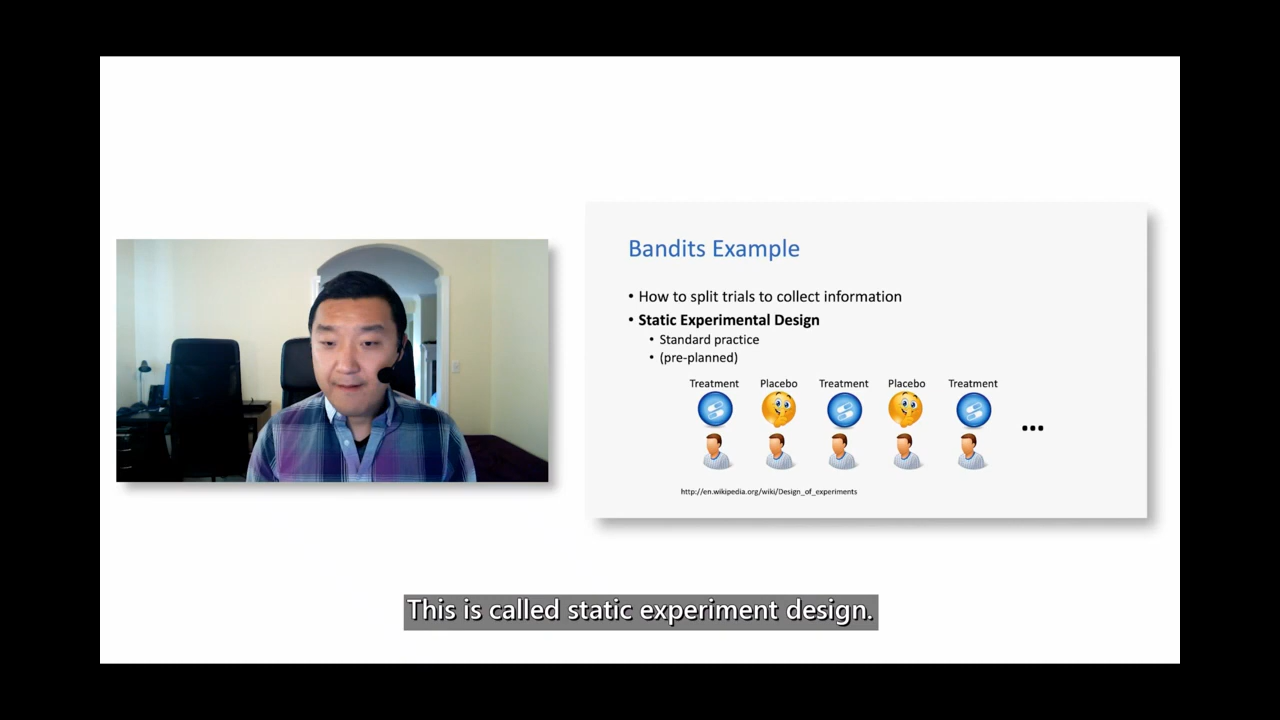 Bandits Example
• How to split trials to collect information
• Static Experimental Design
• Standard practice
• (pre-planned)
Treatment Placebo Treatment Placebo Treatment
...
http://en.wikipedia.org/wiki/Design_of_experiments
This is called static experiment design.